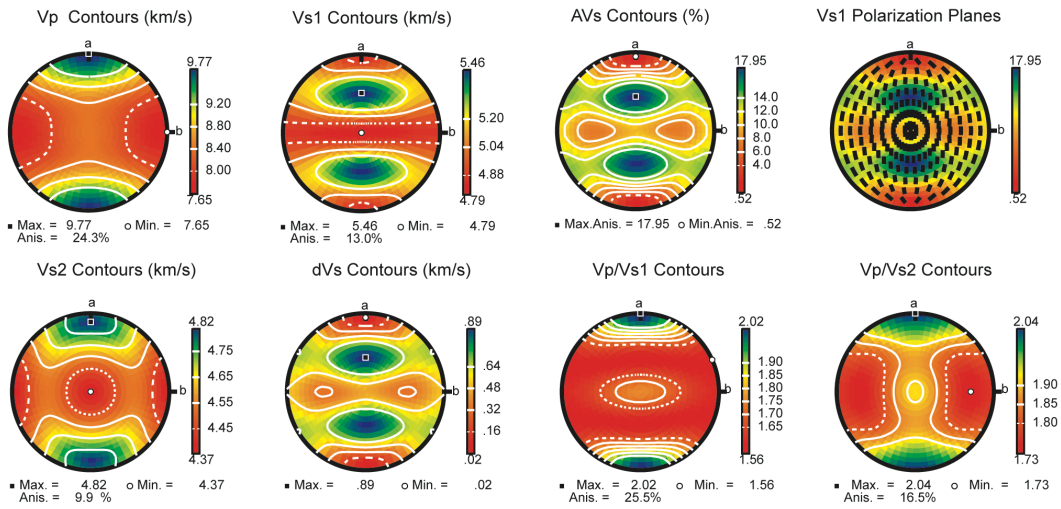 Vp Contours (km/s)
a
9.77
9.20
8.80
b
8.40
8.00
7.65
Max. = 9.77 Min. = 7.65
Anis. = 24.3%
Vs1 Contours (km/s)
a
5.46
5.20
b
5.04
4.88
4.79
Max. = 5.46 Min. = 4.79
Anis. = 13.0%
AVs Contours (%)
a
17.95
14.0
12.0
b
10.0
8.0
6.0
4.0
.52
Max.Anis. = 17.95 Min.Anis. = .52
Vs1 Polarization Planes
a
17.95
b
.52
Vs2 Contours (km/s)
a
4.82
4.75
4.65
b
4.55
4.45
4.37
Max. = 4.82 Min. = 4.37
Anis. = 9.9 %
dVs Contours (km/s)
a
.89
.64
b
.48
.32
.16
.02
Max. = .89 Min. = .02
Vp/Vs1 Contours
a
2.02
1.90
1.85
b
1.80
1.75
1.70
1.65
1.56
Max. = 2.02 Min. = 1.56
Anis. = 25.5%
Vp/Vs2 Contours
a
2.04
b
1.90
1.85
1.80
1.73
Max. = 2.04 Min. = 1.73
Anis. = 16.5%